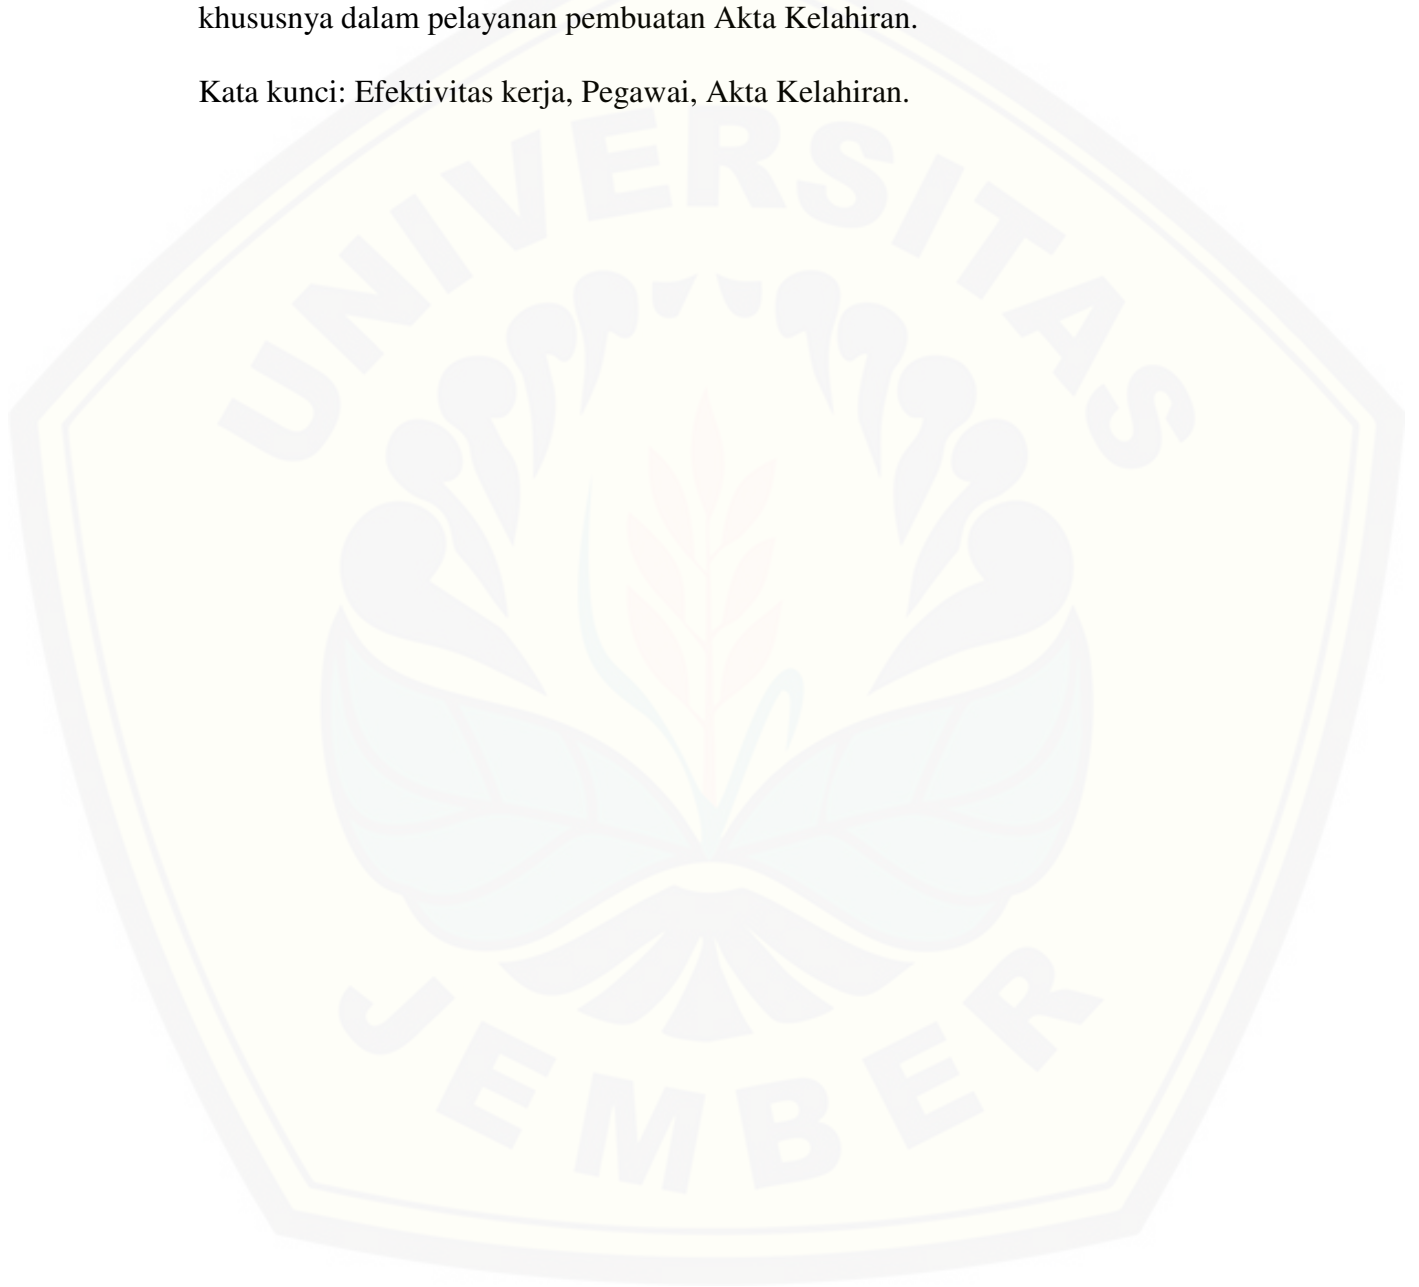 khususnya dalam pelayanan pembuatan Akta Kelahiran.
Kata kunci: Efektivitas kerja, Pegawai, Akta Kelahiran.
UNIVERSITAS
JEMBER